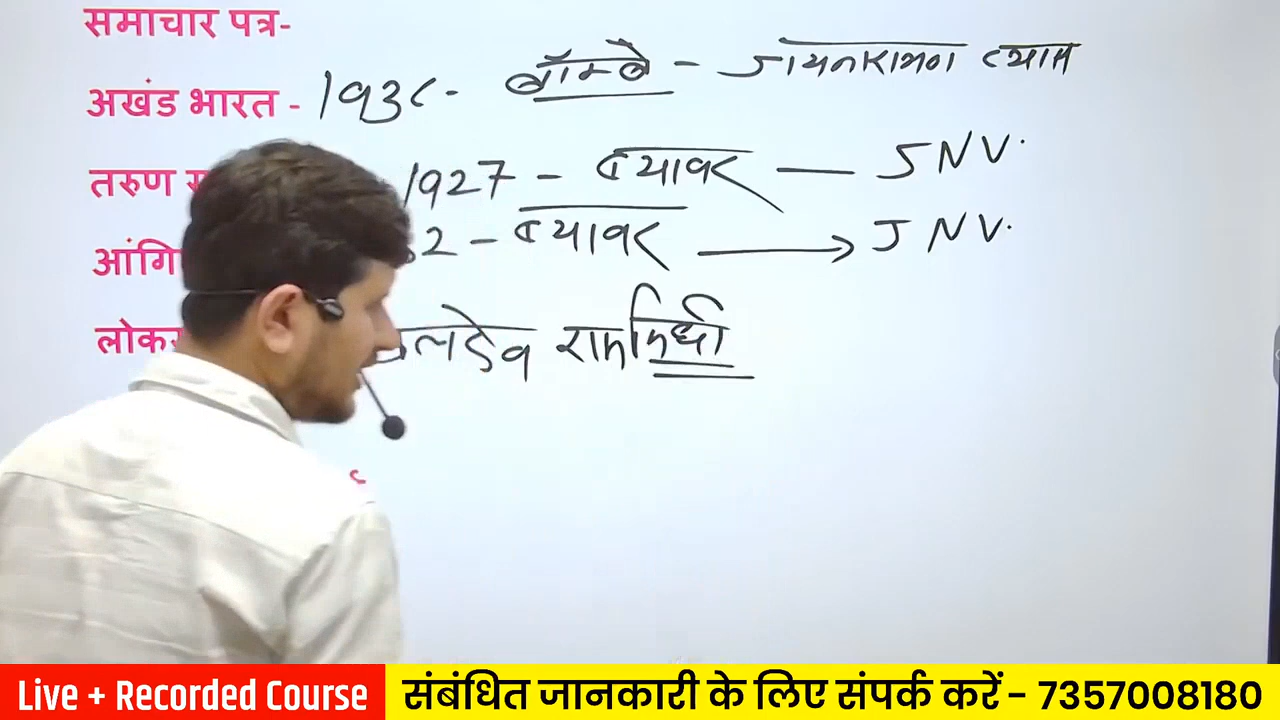 समाचार पत्र-
अखंड भारत - 1936- बॉम्बे - जयनारायण व्यास
तरुण 1927 - ब्यावर — JNV.
2 - ब्यावर → JNV.
रामनिर्धी
Live + Recorded Course संबंधित जानकारी के लिए संपर्क करें - 7357008180